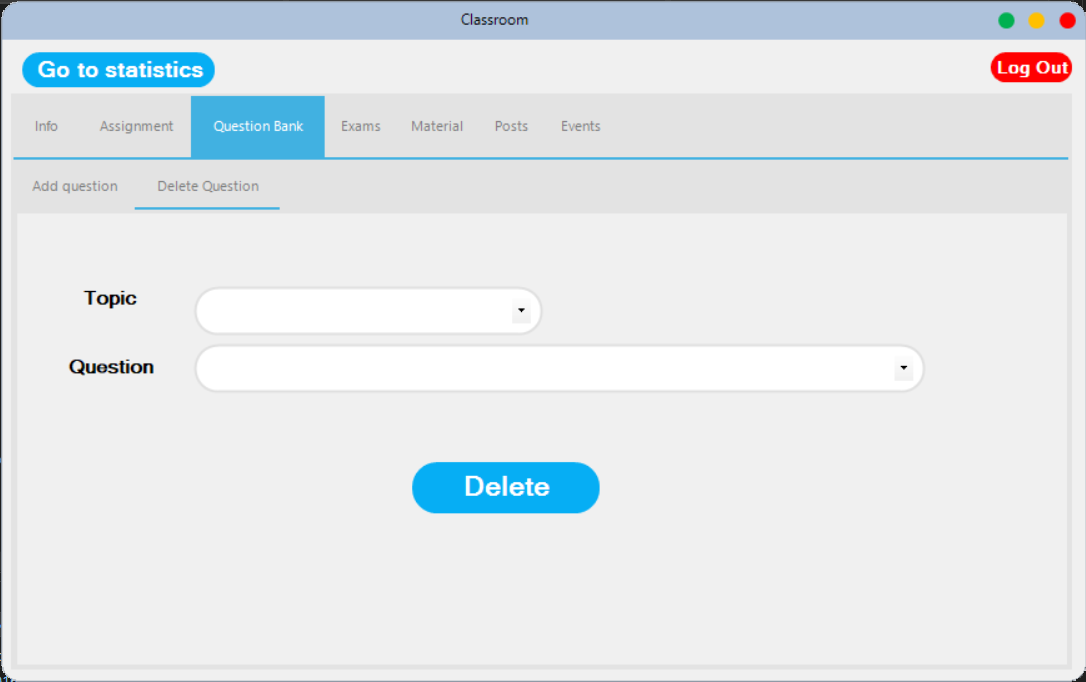 Classroom
Go to statistics
Log Out
Info Assignment Question Bank Exams Material Posts Events
Add question Delete Question
Topic
Question
Delete